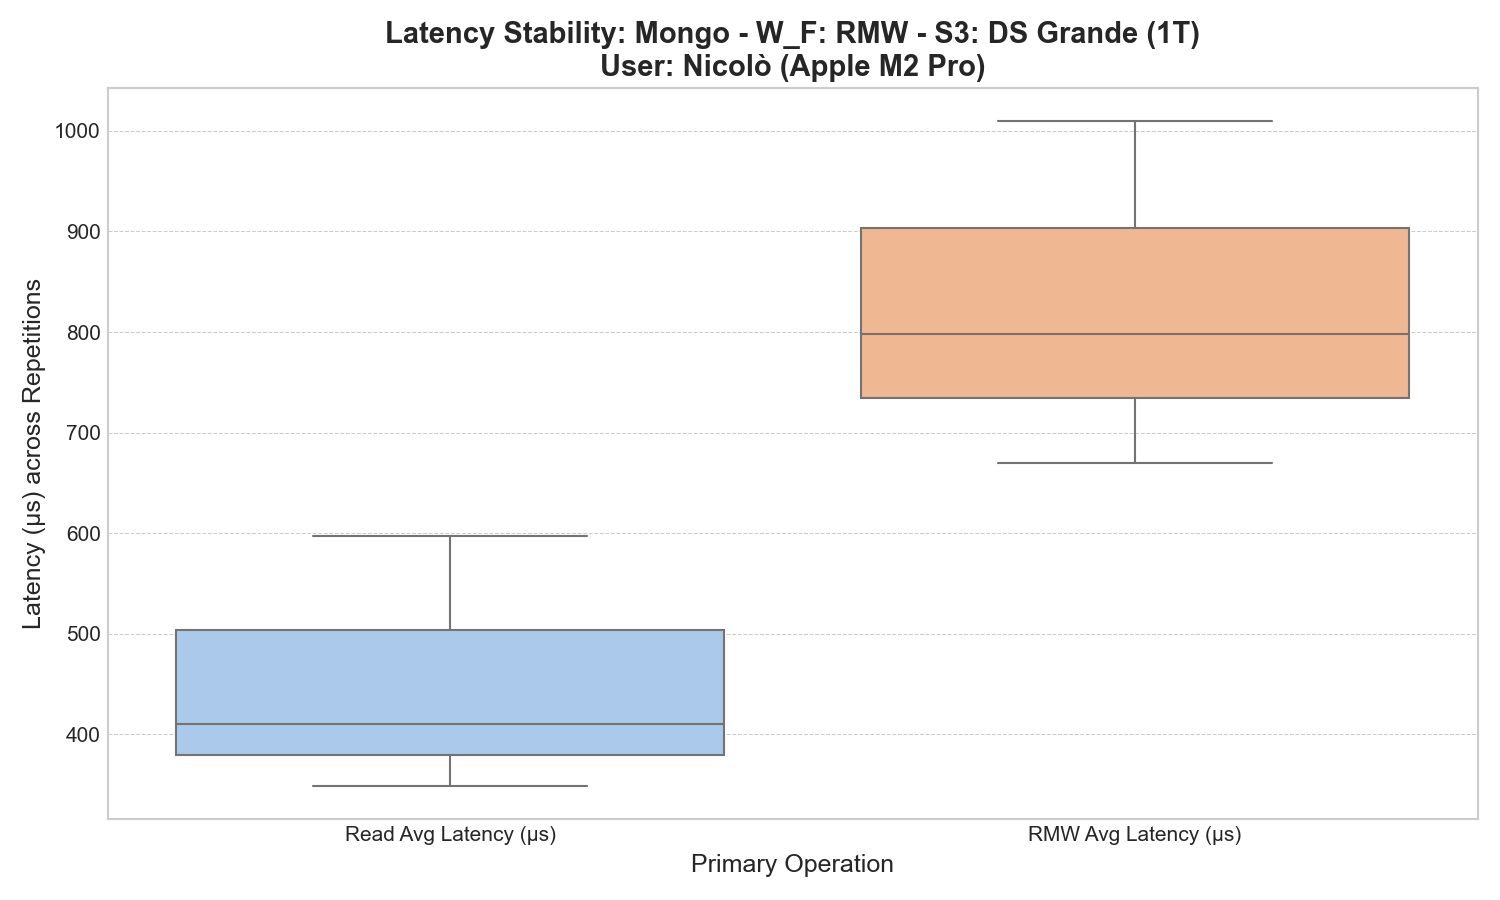 Latency Stability: Mongo - W_F: RMW - S3: DS Grande (1T)
User: Nicolò (Apple M2 Pro)
Latency (µs) across Repetitions
1000
900
800
700
600
500
400
Read Avg Latency (µs)
RMW Avg Latency (µs)
Primary Operation